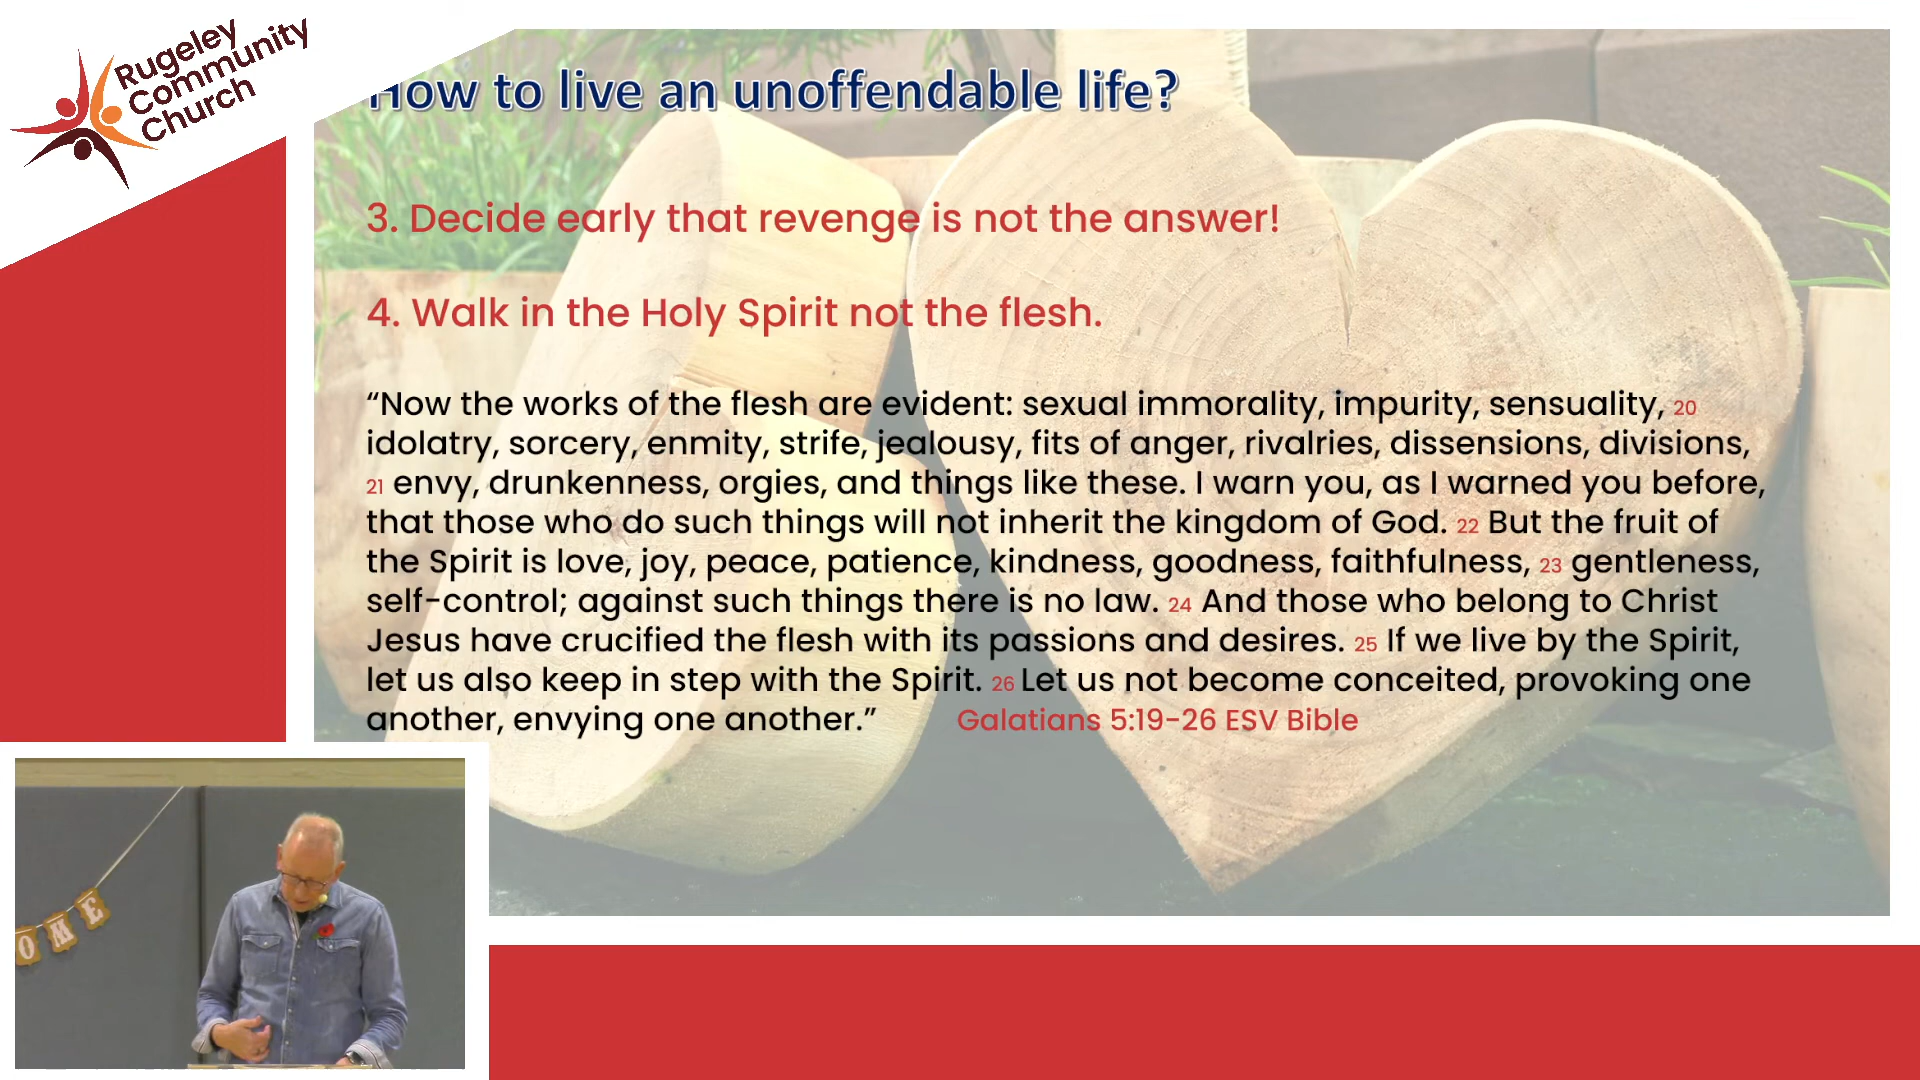 Rugeley
Community
Church
How to live an unoffendable life?
3. Decide early that revenge is not the answer!
4. Walk in the Holy Spirit not the flesh.
“Now the works of the flesh are evident: sexual immorality, impurity, sensuality, 20
idolatry, sorcery, enmity, strife, jealousy, fits of anger, rivalries, dissensions, divisions,
21 envy, drunkenness, orgies, and things like these. I warn you, as I warned you before,
that those who do such things will not inherit the kingdom of God. 22 But the fruit of
the Spirit is love, joy, peace, patience, kindness, goodness, faithfulness, 23 gentleness,
self-control; against such things there is no law. 24 And those who belong to Christ
Jesus have crucified the flesh with its passions and desires. 25 If we live by the Spirit,
let us also keep in step with the Spirit. 26 Let us not become conceited, provoking one
another, envying one another.” Galatians 5:19-26 ESV Bible
OME